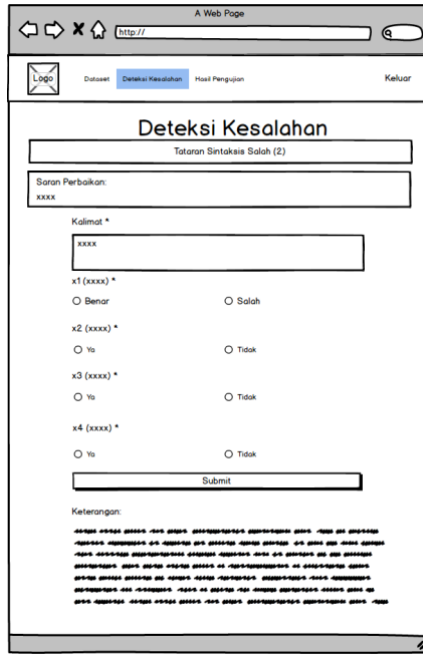 A Web Page
http://
Logo Dataset Deteksi Kesalahan Hasil Pengujian Keluar
Deteksi Kesalahan
Tataran Sintaksis Salah (2)
Saran Perbaikan:
xxxx
Kalimat *
xxxx
x1 (xxxx) *
Benar Salah
x2 (xxxx) *
Ya Tidak
x3 (xxxx) *
Ya Tidak
x4 (xxxx) *
Ya Tidak
Submit
Keterangan: